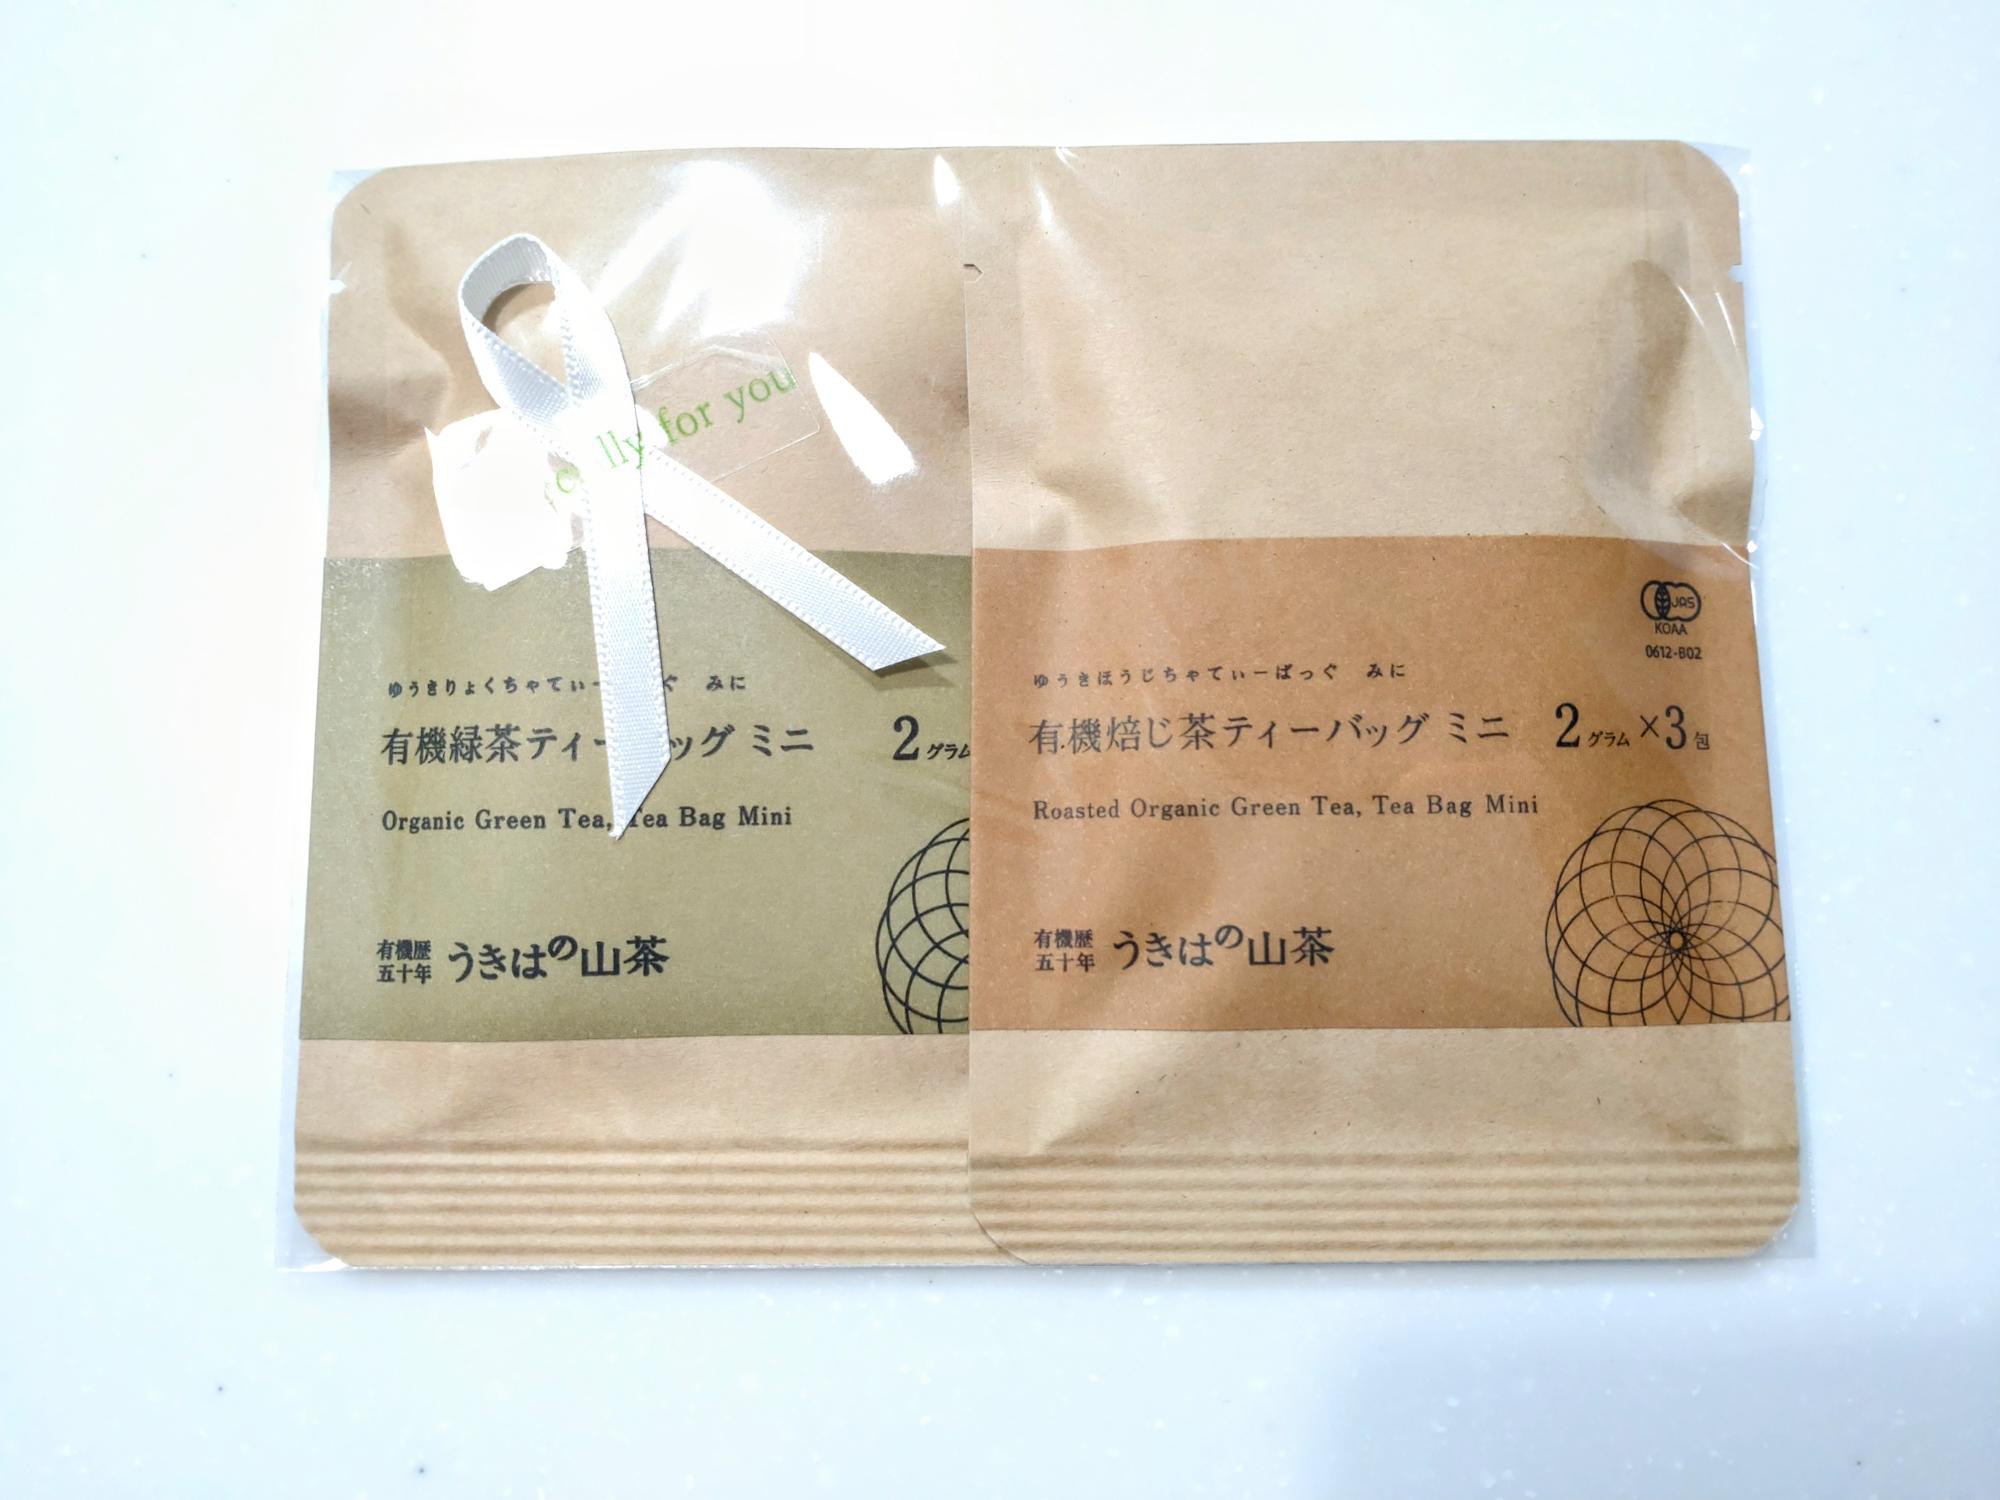 for you
ゆうきりょくちゃてぃー ぐ みに
有機緑茶ティー ッグ ミニ 2グラム
Organic Green Tea, Tea Bag Mini
有機歴
五十年
うきはの山茶
JAS
KOAA
0612-B02
ゆうきほうじちゃてぃーばっぐ みに
有機焙じ茶ティーバッグ ミニ 2グラム×3包
Roasted Organic Green Tea, Tea Bag Mini
有機歴
五十年
うきはの山茶